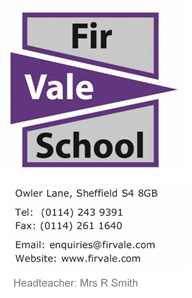 Fir
Vale
School
Owler Lane, Sheffield S4 8GB
Tel: (0114) 243 9391
Fax: (0114) 261 1640
Email: enquiries@firvale.com
Website: www.firvale.com
Headteacher: Mrs R Smith